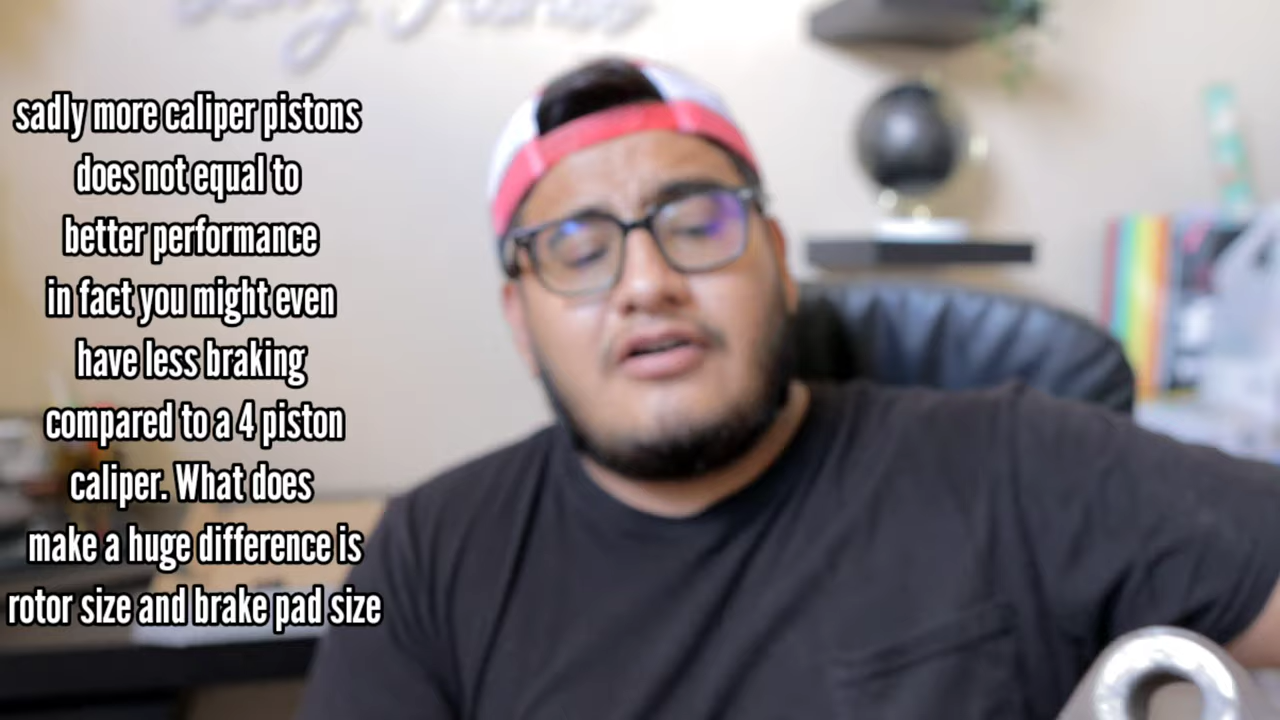 sadly more caliper pistons
does not equal to
better performance
in fact you might even
have less braking
compared to a 4 piston
caliper. What does
make a huge difference is
rotor size and brake pad size